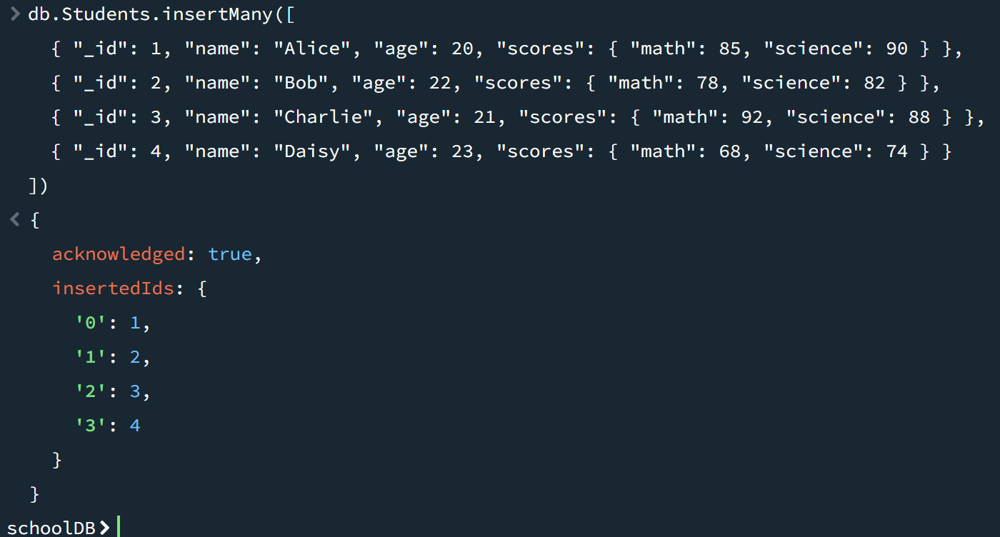 > db.Students.insertMany([
{ "_id": 1, "name": "Alice", "age": 20, "scores": { "math": 85, "science": 90 } },
{ "_id": 2, "name": "Bob", "age": 22, "scores": { "math": 78, "science": 82 } },
{ "_id": 3, "name": "Charlie", "age": 21, "scores": { "math": 92, "science": 88 } },
{ "_id": 4, "name": "Daisy", "age": 23, "scores": { "math": 68, "science": 74 } }
])
< {
acknowledged: true,
insertedIds: {
'0': 1,
'1': 2,
'2': 3,
'3': 4
}
}
schoolDB>